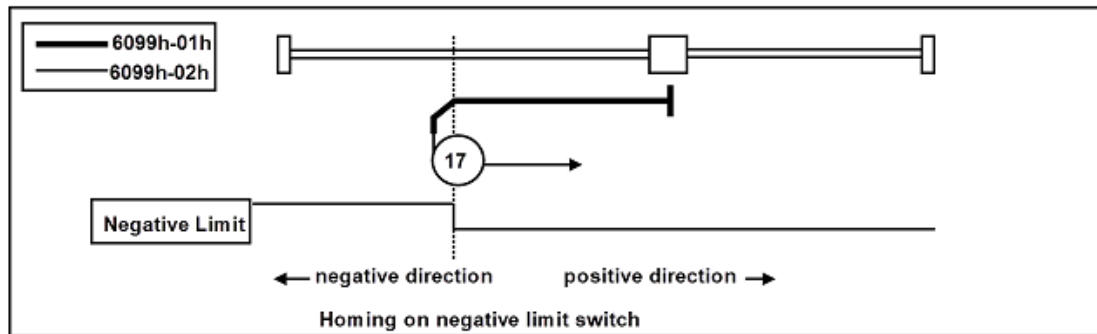 6099h-01h
6099h-02h
17
Negative Limit
negative direction
positive direction
Homing on negative limit switch